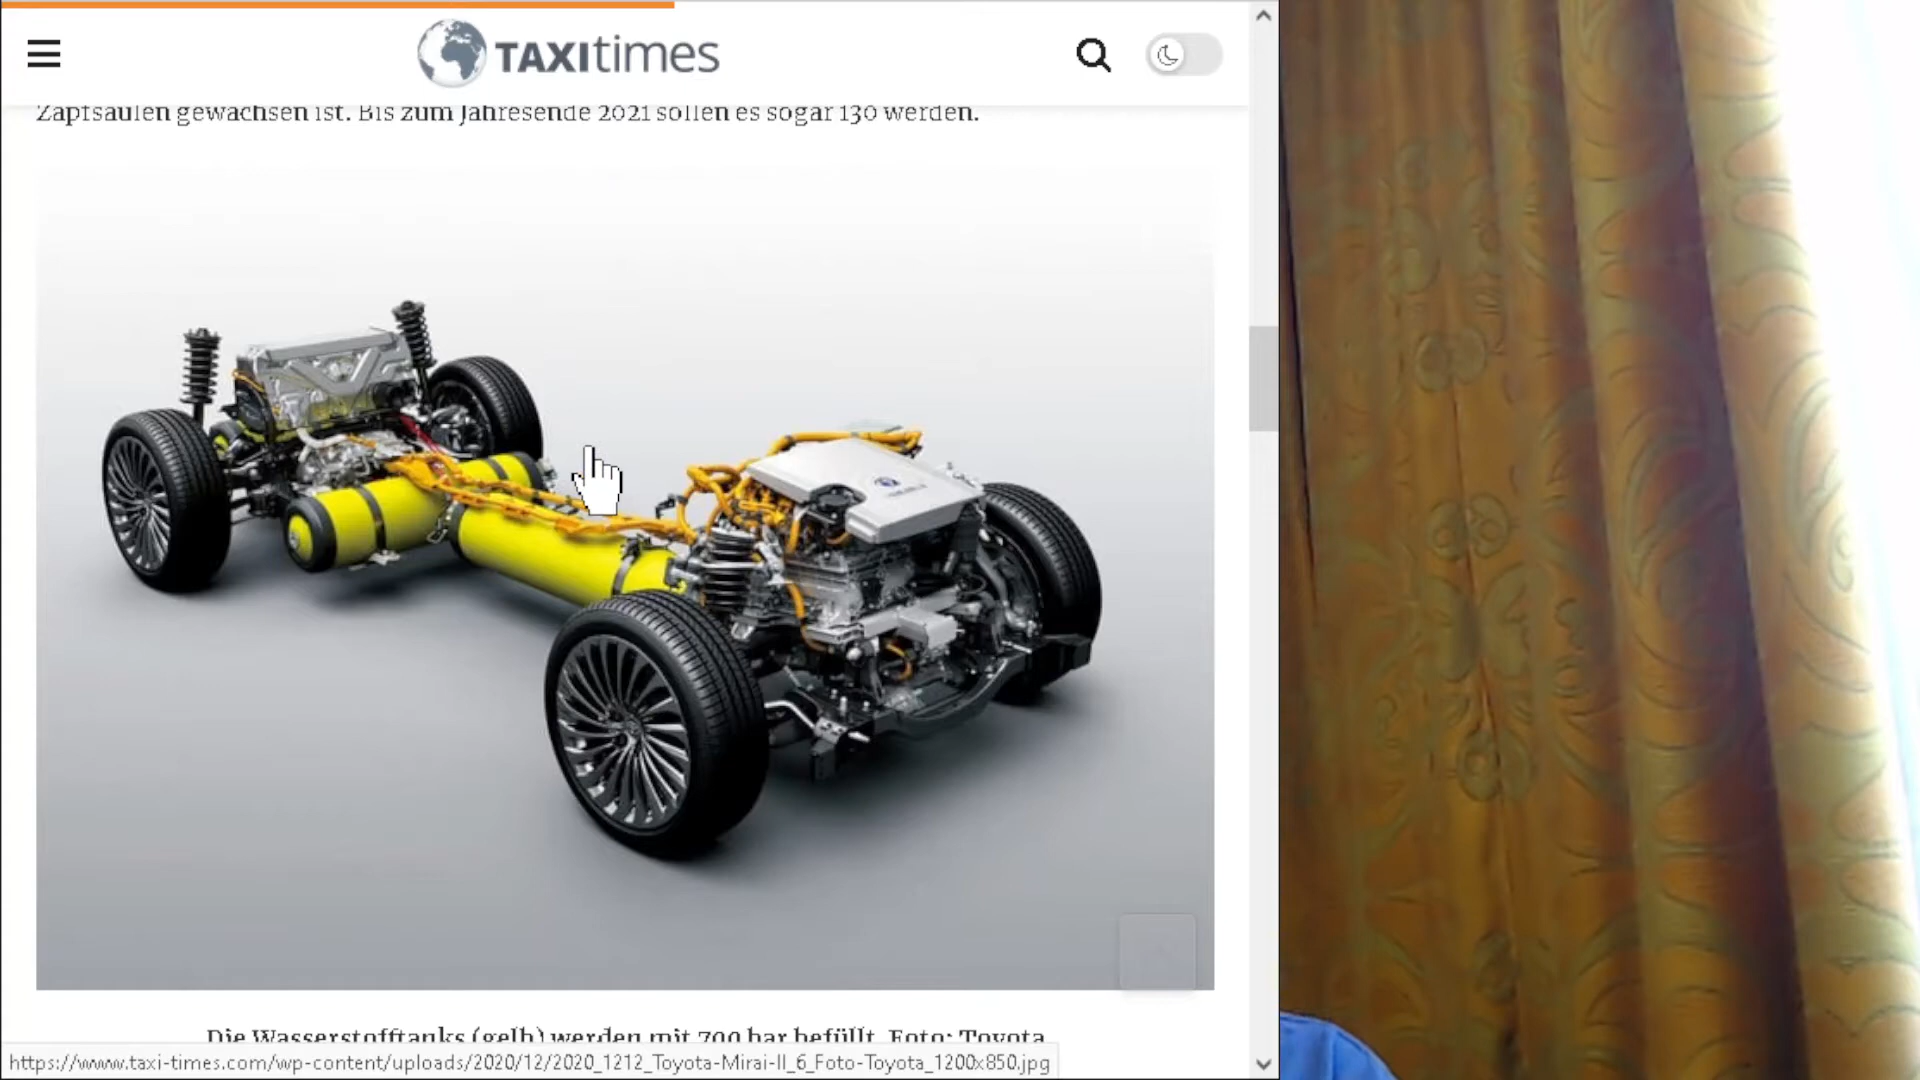 TAXItimes
Zapfsäulen gewachsen ist. Bis zum Jahresende 2021 sollen es sogar 130 werden.
Die Wasserstofftanks (gelb) werden mit 700 bar befüllt. Foto: Toyota
https://www.taxi-times.com/wp-content/uploads/2020/12/2020_1212_Toyota-Mirai-II_6_Foto-Toyota_1200x850.jpg